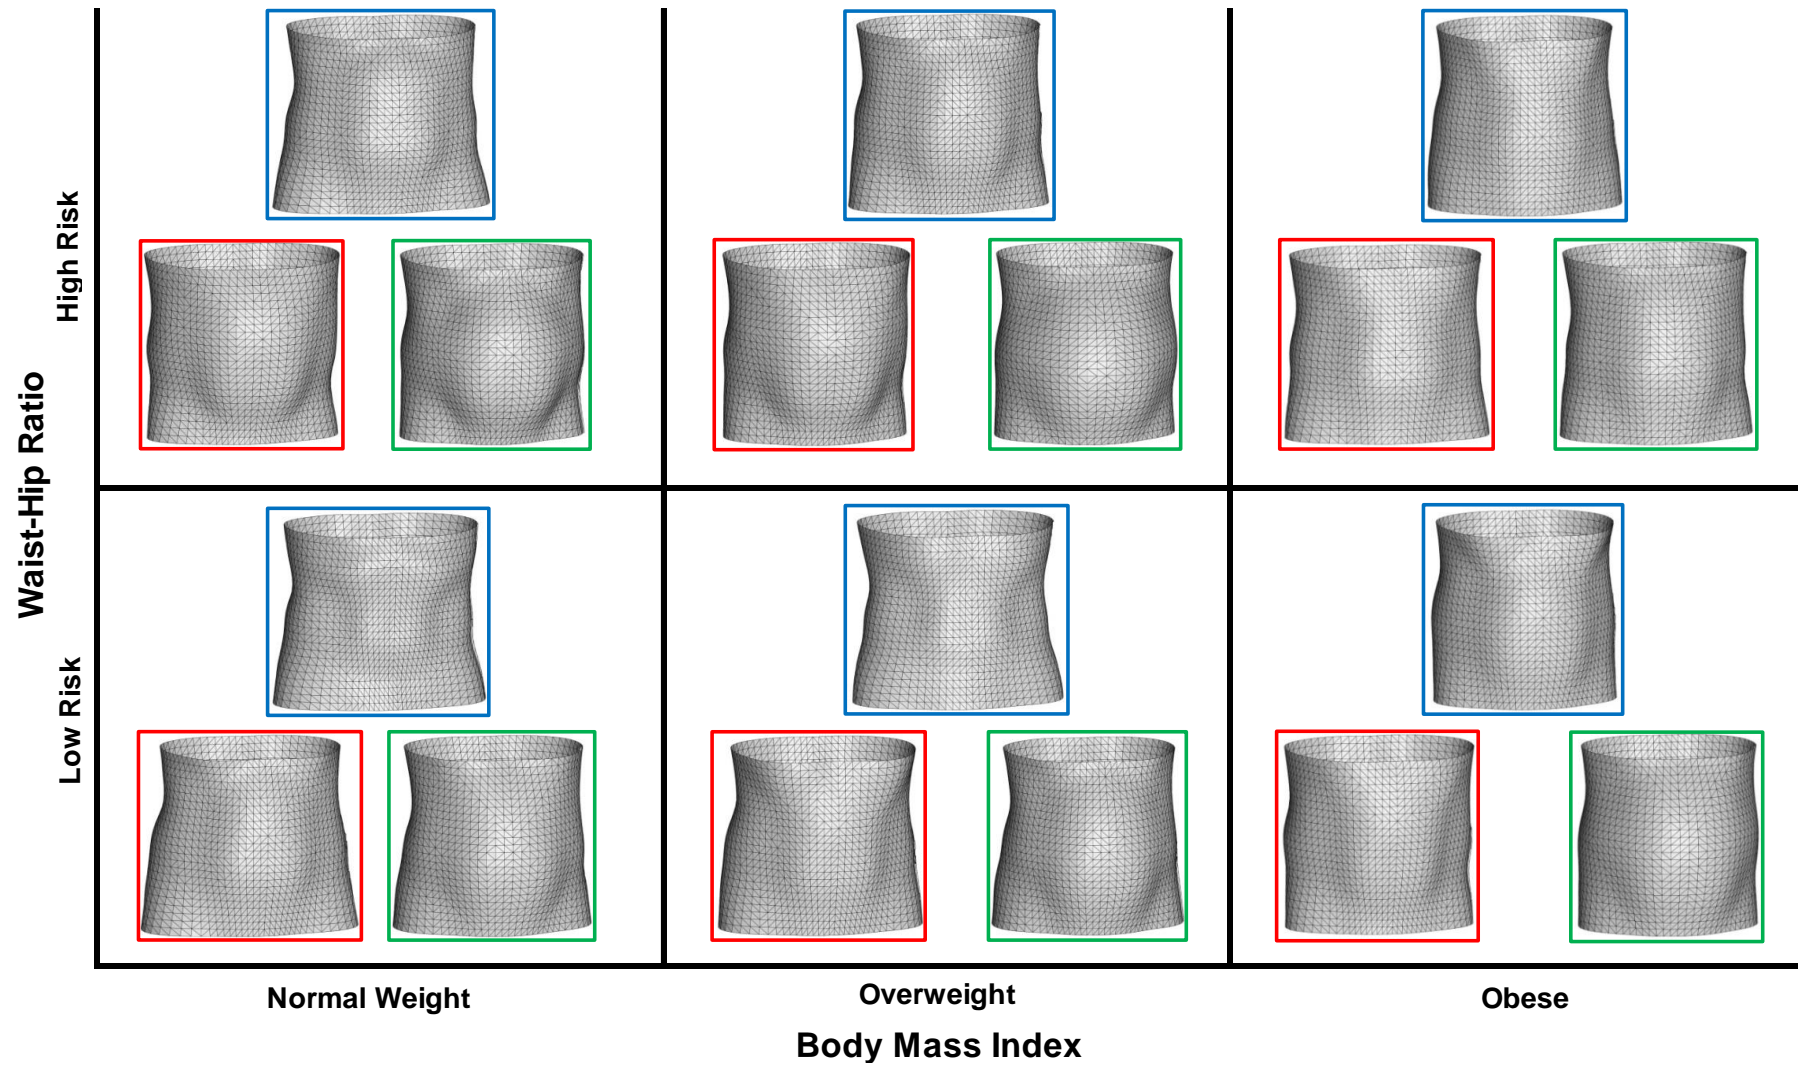 Waist-Hip Ratio
High Risk
Low Risk
Normal Weight
Overweight
Obese
Body Mass Index